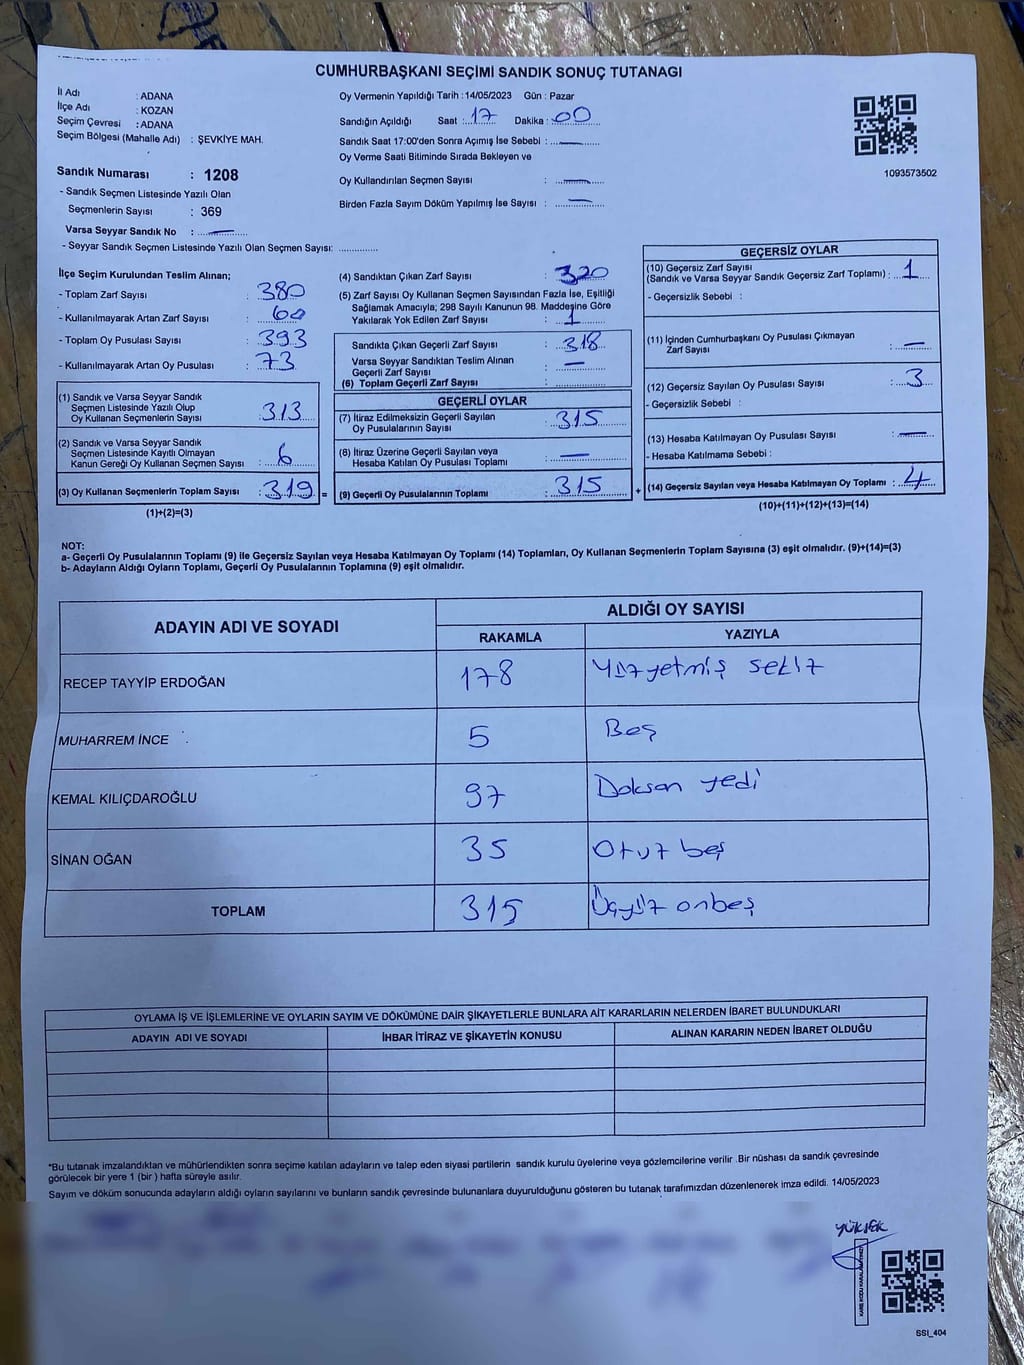 CUMHURBAŞKANI SEÇİMİ SANDIK SONUÇ TUTANAGI
İl Adı : ADANA
İlçe Adı : KOZAN
Seçim Çevresi : ADANA
Seçim Bölgesi (Mahalle Adı) : ŞEVKİYE MAH.
Sandık Numarası : 1208
- Sandık Seçmen Listesinde Yazılı Olan
Seçmenlerin Sayısı : 369
Varsa Seyyar Sandık No : —
- Seyyar Sandık Seçmen Listesinde Yazılı Olan Seçmen Sayısı: ..............
Oy Vermenin Yapıldığı Tarih : 14/05/2023 Gün : Pazar
Sandığın Açıldığı Saat : 17 Dakika : 00
Sandık Saat 17:00'den Sonra Açımış İse Sebebi : —
Oy Verme Saati Bitiminde Sırada Bekleyen ve
Oy Kullandırılan Seçmen Sayısı : —
Birden Fazla Sayım Döküm Yapılmış İse Sayısı : —
1093573502
İlçe Seçim Kurulundan Teslim Alınan;
- Toplam Zarf Sayısı : 380
- Kullanılmayarak Artan Zarf Sayısı : 60
- Toplam Oy Pusulası Sayısı : 393
- Kullanılmayarak Artan Oy Pusulası : 73
(1) Sandık ve Varsa Seyyar Sandık
Seçmen Listesinde Yazılı Olup
Oy Kullanan Seçmenlerin Sayısı : 313
(2) Sandık ve Varsa Seyyar Sandık
Seçmen Listesinde Kayıtlı Olmayan
Kanun Gereği Oy Kullanan Seçmen Sayısı : 6
(3) Oy Kullanan Seçmenlerin Toplam Sayısı : 319 =
(1)+(2)=(3)
(4) Sandıktan Çıkan Zarf Sayısı : 320
(5) Zarf Sayısı Oy Kullanan Seçmen Sayısından Fazla İse, Eşitliği
Sağlamak Amacıyla; 298 Sayılı Kanunun 98. Maddesine Göre
Yakılarak Yok Edilen Zarf Sayısı : 1
Sandıkta Çıkan Geçerli Zarf Sayısı : 318
Varsa Seyyar Sandıktan Teslim Alınan
Geçerli Zarf Sayısı : —
(6) Toplam Geçerli Zarf Sayısı : ..............
GEÇERLİ OYLAR
(7) İtiraz Edilmeksizin Geçerli Sayılan
Oy Pusulalarının Sayısı : 315
(8) İtiraz Üzerine Geçerli Sayılan veya
Hesaba Katılan Oy Pusulası Toplamı : —
(9) Geçerli Oy Pusulalarının Toplamı : 315 +
GEÇERSİZ OYLAR
(10) Geçersiz Zarf Sayısı
(Sandık ve Varsa Seyyar Sandık Geçersiz Zarf Toplamı) : 1
- Geçersizlik Sebebi :
(11) İçinden Cumhurbaşkanı Oy Pusulası Çıkmayan
Zarf Sayısı : —
(12) Geçersiz Sayılan Oy Pusulası Sayısı : 3
- Geçersizlik Sebebi :
(13) Hesaba Katılmayan Oy Pusulası Sayısı : —
- Hesaba Katılmama Sebebi :
(14) Geçersiz Sayılan veya Hesaba Katılmayan Oy Toplamı : 4
(10)+(11)+(12)+(13)=(14)
NOT:
a- Geçerli Oy Pusulalarının Toplamı (9) ile Geçersiz Sayılan veya Hesaba Katılmayan Oy Toplamı (14) Toplamları, Oy Kullanan Seçmenlerin Toplam Sayısına (3) eşit olmalıdır. (9)+(14)=(3)
b- Adayların Aldığı Oyların Toplamı, Geçerli Oy Pusulalarının Toplamına (9) eşit olmalıdır.
ADAYIN ADI VE SOYADI ALDIĞI OY SAYISI
RAKAMLA YAZIYLA
RECEP TAYYİP ERDOĞAN 178 Yüzyetmiş sekiz
MUHARREM İNCE 5 Beş
KEMAL KILIÇDAROĞLU 97 Doksan yedi
SİNAN OĞAN 35 Otuz beş
TOPLAM 315 Üçyüz onbeş
OYLAMA İŞ VE İŞLEMLERİNE VE OYLARIN SAYIM VE DÖKÜMÜNE DAİR ŞİKAYETLERLE BUNLARA AİT KARARLARIN NELERDEN İBARET BULUNDUKLARI
ADAYIN ADI VE SOYADI İHBAR İTİRAZ VE ŞİKAYETİN KONUSU ALINAN KARARIN NEDEN İBARET OLDUĞU
*Bu tutanak imzalandıktan ve mühürlendikten sonra seçime katılan adayların ve talep eden siyasi partilerin sandık kurulu üyelerine veya gözlemcilerine verilir .Bir nüshası da sandık çevresinde
görülecek bir yere 1 (bir ) hafta süreyle asılır.
Sayım ve döküm sonucunda adayların aldığı oyların sayılarını ve bunların sandık çevresinde bulunanlara duyurulduğunu gösteren bu tutanak tarafımızdan düzenlenerek imza edildi. 14/05/2023
YÜKSEK
SSI_404